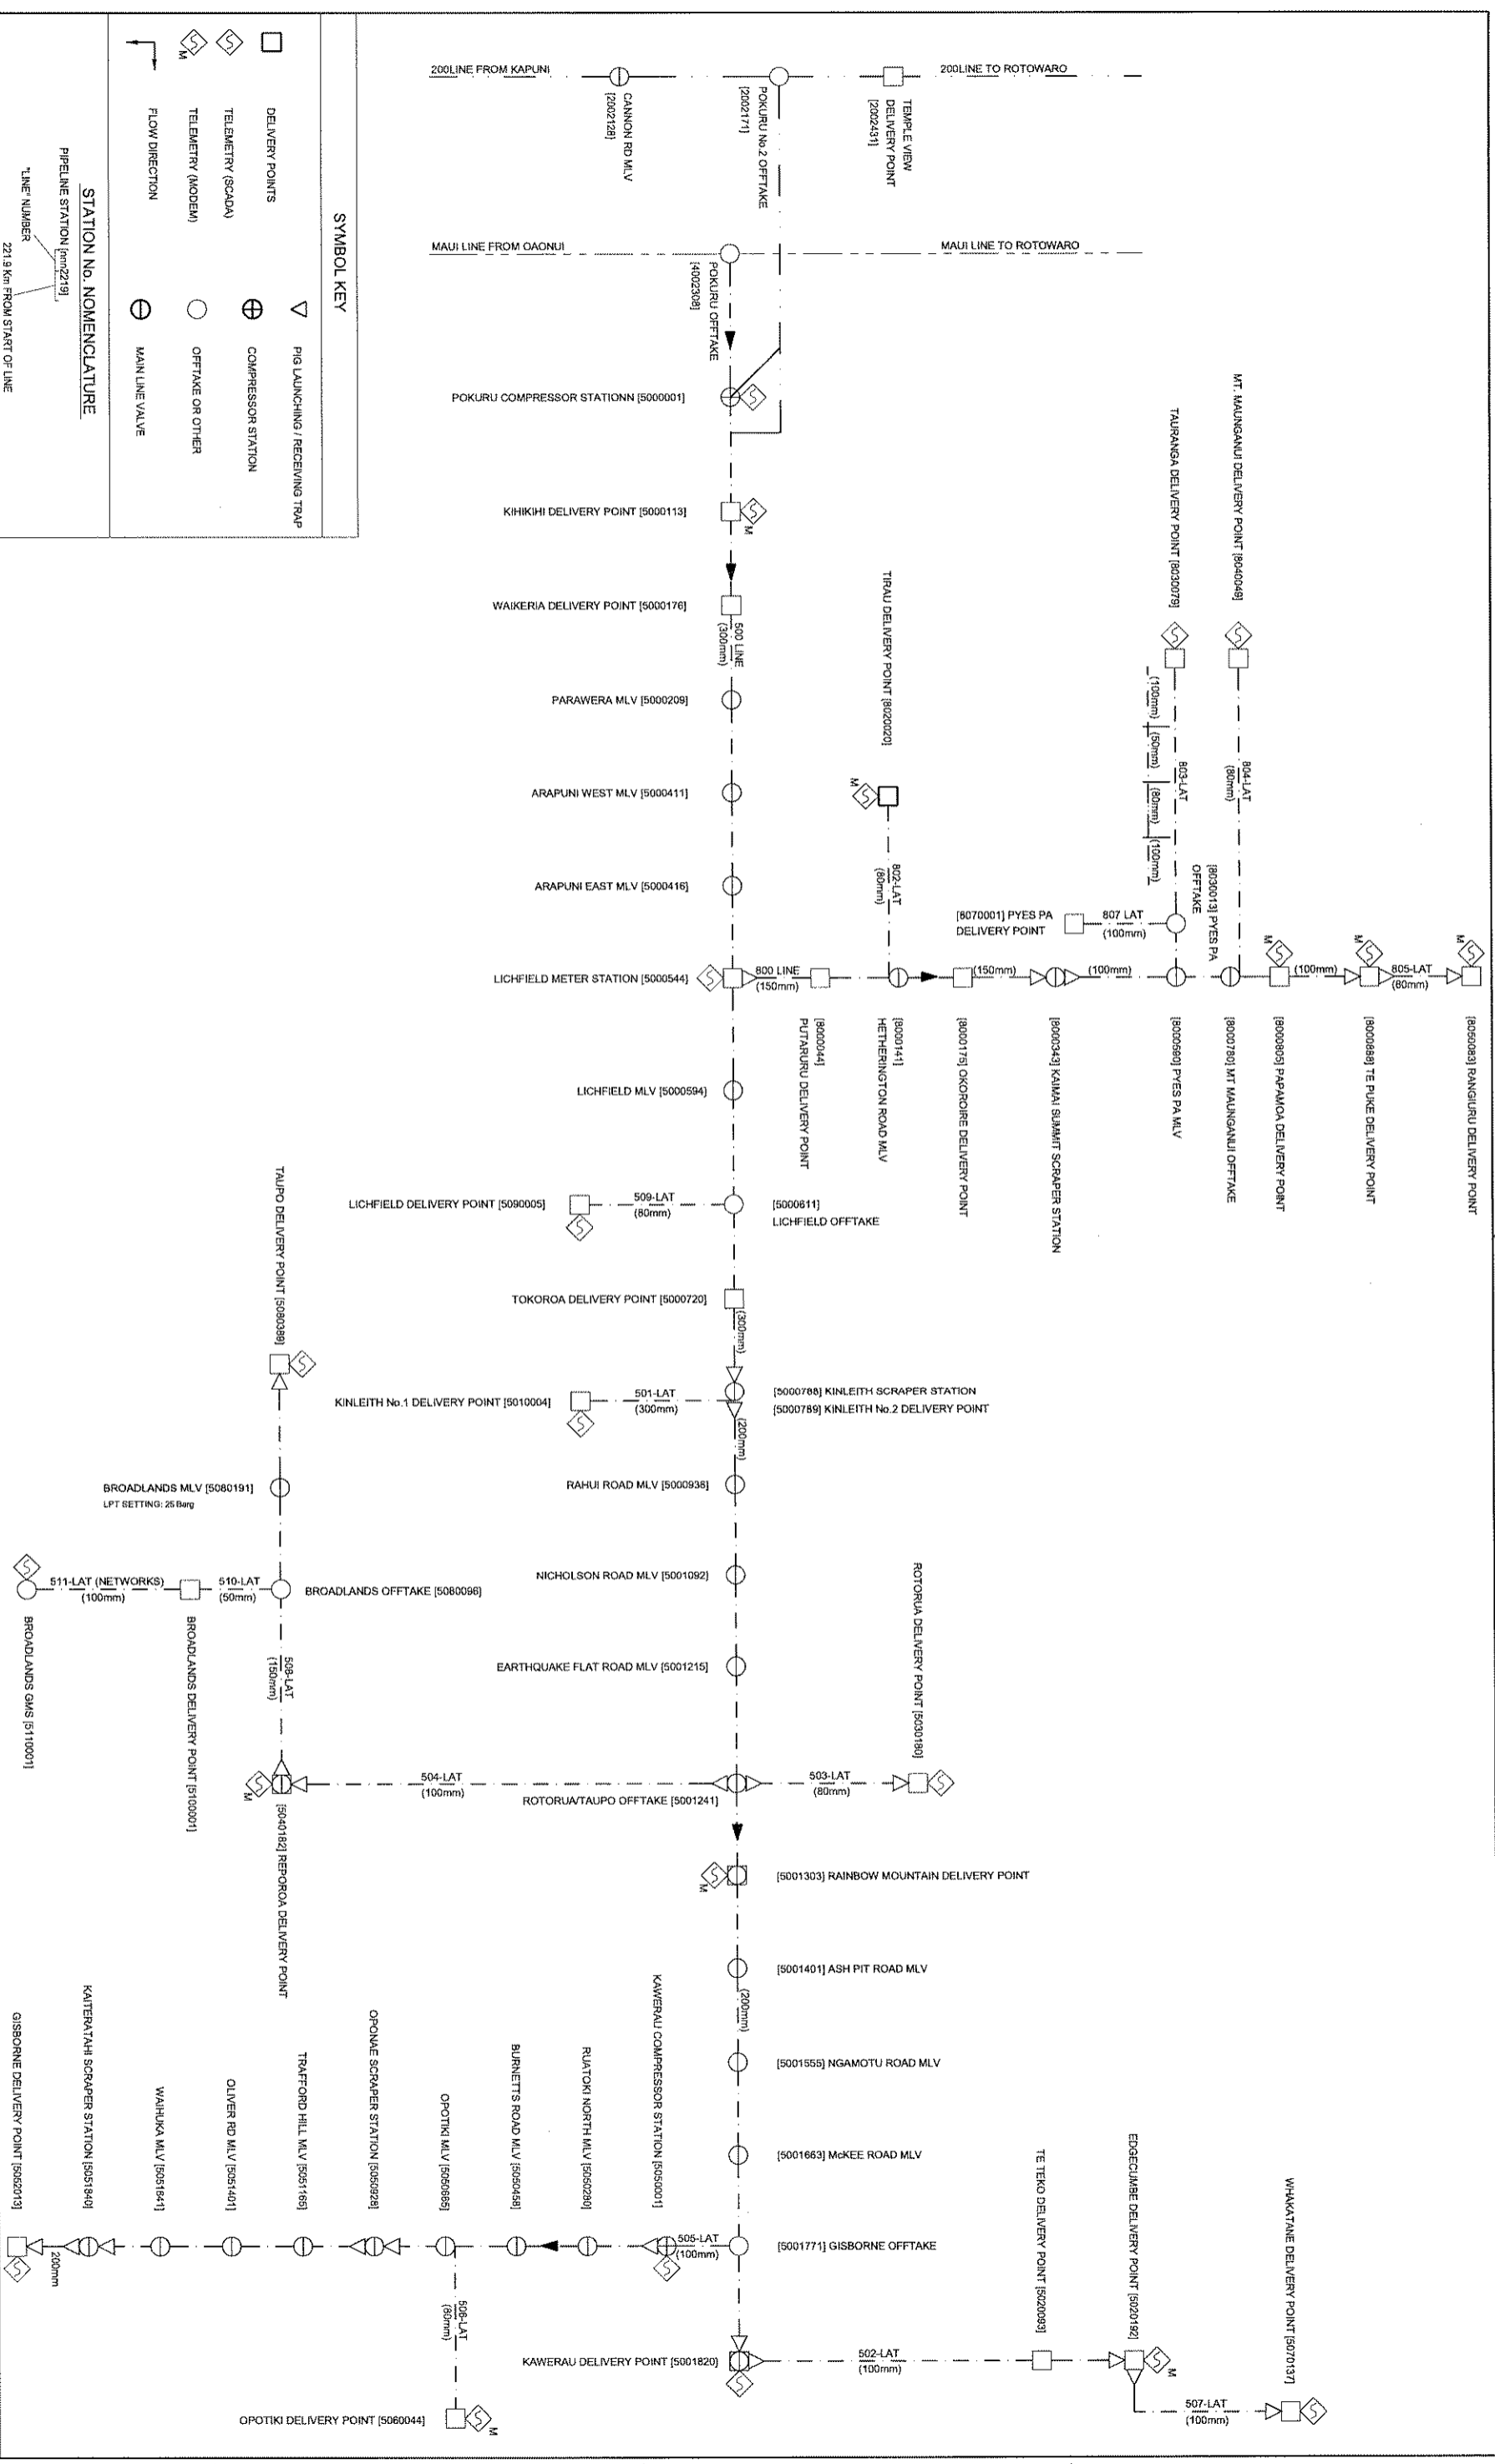 200LINE FROM KAPUNI
200LINE TO ROTOWARO
CANNON RD MLV
[2002128]
POKURU No.2 OFFTAKE
[2002171]
TEMPLE VIEW
DELIVERY POINT
[2002431]
MAUI LINE FROM OAONUI
MAUI LINE TO ROTOWARO
POKURU OFFTAKE
[4002308]
POKURU COMPRESSOR STATIONN [5000001]
KIHIKIHI DELIVERY POINT [5000113]
M
WAIKERIA DELIVERY POINT [5000176]
500 LINE
(300mm)
PARAWERA MLV [5000209]
ARAPUNI WEST MLV [5000411]
ARAPUNI EAST MLV [5000416]
LICHFIELD METER STATION [5000544]
800 LINE
(150mm)
[8000044]
PUTARURU DELIVERY POINT
TIRAU DELIVERY POINT [8020020]
M
802-LAT
(80mm)
[8000141]
HETHERINGTON ROAD MLV
(150mm)
[8000175] OKOROIRE DELIVERY POINT
[8000343] KAIMAI SUMMIT SCRAPER STATION
(100mm)
[8070001] PYES PA
DELIVERY POINT
807 LAT
(100mm)
[8030013] PYES PA
OFFTAKE
TAURANGA DELIVERY POINT [8030079]
803-LAT
(100mm)
(50mm)
(80mm)
(100mm)
MT. MAUNGANUI DELIVERY POINT [8040049]
804-LAT
(80mm)
[8000590] PYES PA MLV
[8000780] MT MAUNGANUI OFFTAKE
M
[8000805] PAPAMOA DELIVERY POINT
(100mm)
M
[8000888] TE PUKE DELIVERY POINT
805-LAT
(80mm)
M
[8050083] RANGIURU DELIVERY POINT
LICHFIELD MLV [5000594]
LICHFIELD DELIVERY POINT [5090005]
509-LAT
(80mm)
[5000611]
LICHFIELD OFFTAKE
TOKOROA DELIVERY POINT [5000720]
(300mm)
KINLEITH No.1 DELIVERY POINT [5010004]
501-LAT
(300mm)
[5000788] KINLEITH SCRAPER STATION
[5000789] KINLEITH No.2 DELIVERY POINT
(200mm)
RAHUI ROAD MLV [5000938]
NICHOLSON ROAD MLV [5001092]
EARTHQUAKE FLAT ROAD MLV [5001215]
TAUPO DELIVERY POINT [5080389]
BROADLANDS MLV [5080191]
LPT SETTING: 25 Barg
511-LAT (NETWORKS)
(100mm)
510-LAT
(50mm)
BROADLANDS OFFTAKE [5080096]
BROADLANDS GMS [5110001]
BROADLANDS DELIVERY POINT [5100001]
508-LAT
(150mm)
M
[5040182] REPOROA DELIVERY POINT
504-LAT
(100mm)
ROTORUA/TAUPO OFFTAKE [5001241]
503-LAT
(80mm)
ROTORUA DELIVERY POINT [5030180]
M
[5001303] RAINBOW MOUNTAIN DELIVERY POINT
[5001401] ASH PIT ROAD MLV
(200mm)
[5001555] NGAMOTU ROAD MLV
[5001663] McKEE ROAD MLV
[5001771] GISBORNE OFFTAKE
505-LAT
(100mm)
KAWERAU COMPRESSOR STATION [5050001]
RUATOKI NORTH MLV [5050280]
BURNETTS ROAD MLV [5050458]
OPOTIKI MLV [5050665]
OPONAE SCRAPER STATION [5050928]
TRAFFORD HILL MLV [5051165]
OLIVER RD MLV [5051401]
WAIHUKA MLV [5051641]
KAITERATAHI SCRAPER STATION [5051840]
GISBORNE DELIVERY POINT [5052013]
200mm
506-LAT
(80mm)
OPOTIKI DELIVERY POINT [5060044]
M
KAWERAU DELIVERY POINT [5001820]
502-LAT
(100mm)
TE TEKO DELIVERY POINT [5020093]
EDGECUMBE DELIVERY POINT [5020192]
M
507-LAT
(100mm)
WHAKATANE DELIVERY POINT [5070137]
SYMBOL KEY
DELIVERY POINTS
TELEMETRY (SCADA)
M
TELEMETRY (MODEM)
FLOW DIRECTION
PIG LAUNCHING / RECEIVING TRAP
COMPRESSOR STATION
OFFTAKE OR OTHER
MAIN LINE VALVE
STATION No. NOMENCLATURE
PIPELINE STATION [nnn2219]
"LINE" NUMBER
221.9 Km FROM START OF LINE